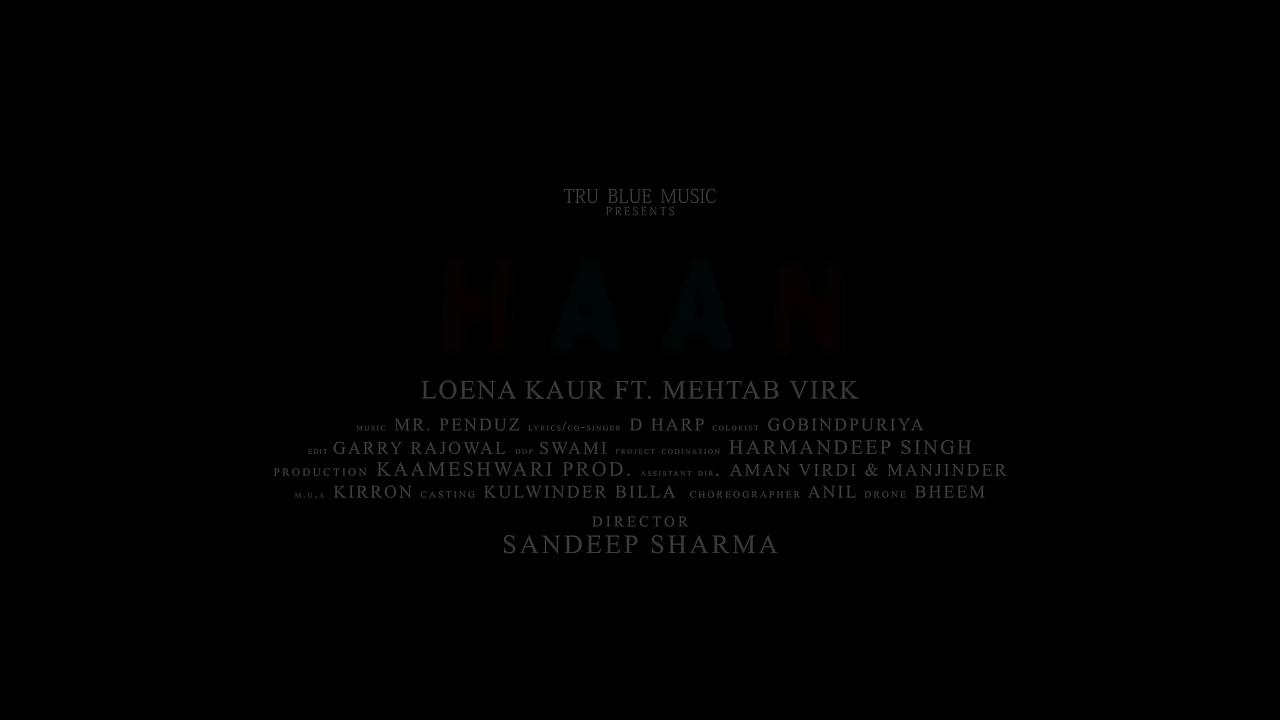 TRU BLUE MUSIC
PRESENTS
HAAN
LOENA KAUR FT. MEHTAB VIRK
MUSIC MR. PENDUZ LYRICS/CO-SINGER D HARP COLORIST GOBINDPURIYA
EDIT GARRY RAJOWAL DOP SWAMI PROJECT CODINATION HARMANDEEP SINGH
PRODUCTION KAAMESHWARI PROD. ASSISTANT DIR. AMAN VIRDI & MANJINDER
M.U.A KIRRON CASTING KULWINDER BILLA CHOREOGRAPHER ANIL DRONE BHEEM
DIRECTOR
SANDEEP SHARMA